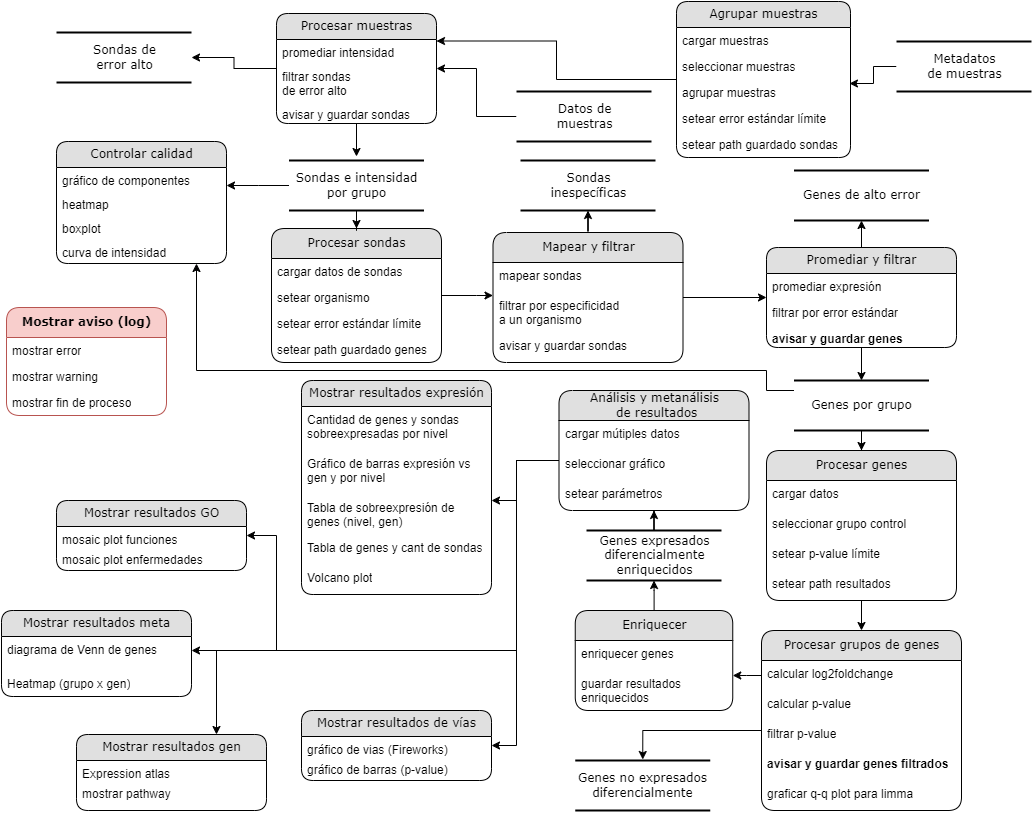 Procesar muestras
promediar intensidad
filtrar sondas
de error alto
avisar y guardar sondas
Agrupar muestras
cargar muestras
seleccionar muestras
agrupar muestras
setear error estándar límite
setear path guardado sondas
Sondas de
error alto
Metadatos
de muestras
Datos de
muestras
Controlar calidad
gráfico de componentes
heatmap
boxplot
curva de intensidad
Sondas e intensidad
por grupo
Sondas
inespecíficas
Genes de alto error
Procesar sondas
cargar datos de sondas
setear organismo
setear error estándar límite
setear path guardado genes
Mapear y filtrar
mapear sondas
filtrar por especificidad
a un organismo
avisar y guardar sondas
Promediar y filtrar
promediar expresión
filtrar por error estándar
avisar y guardar genes
Mostrar aviso (log)
mostrar error
mostrar warning
mostrar fin de proceso
Mostrar resultados expresión
Cantidad de genes y sondas
sobreexpresadas por nivel
Gráfico de barras expresión vs
gen y por nivel
Tabla de sobreexpresión de
genes (nivel, gen)
Tabla de genes y cant de sondas
Volcano plot
Análisis y metanálisis
de resultados
cargar múltiples datos
seleccionar gráfico
setear parámetros
Genes por grupo
Procesar genes
cargar datos
seleccionar grupo control
setear p-value límite
setear path resultados
Mostrar resultados GO
mosaic plot funciones
mosaic plot enfermedades
Genes expresados
diferencialmente
enriquecidos
Mostrar resultados meta
diagrama de Venn de genes
Heatmap (grupo x gen)
Enriquecer
enriquecer genes
guardar resultados
enriquecidos
Procesar grupos de genes
calcular log2foldchange
calcular p-value
filtrar p-value
avisar y guardar genes filtrados
graficar q-q plot para limma
Mostrar resultados gen
Expression atlas
mostrar pathway
Mostrar resultados de vías
gráfico de vias (Fireworks)
gráfico de barras (p-value)
Genes no expresados
diferencialmente